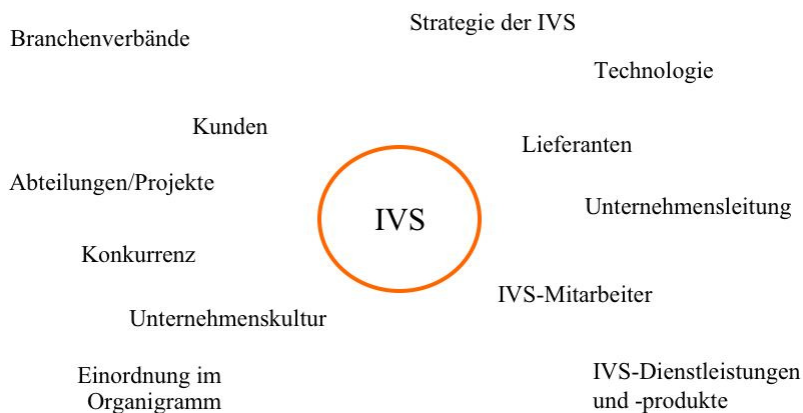 Strategie der IVS
Branchenverbände
Technologie
Kunden
Lieferanten
Abteilungen/Projekte
Unternehmensleitung
IVS
Konkurrenz
IVS-Mitarbeiter
Unternehmenskultur
Einordnung im
Organigramm
IVS-Dienstleistungen
und -produkte